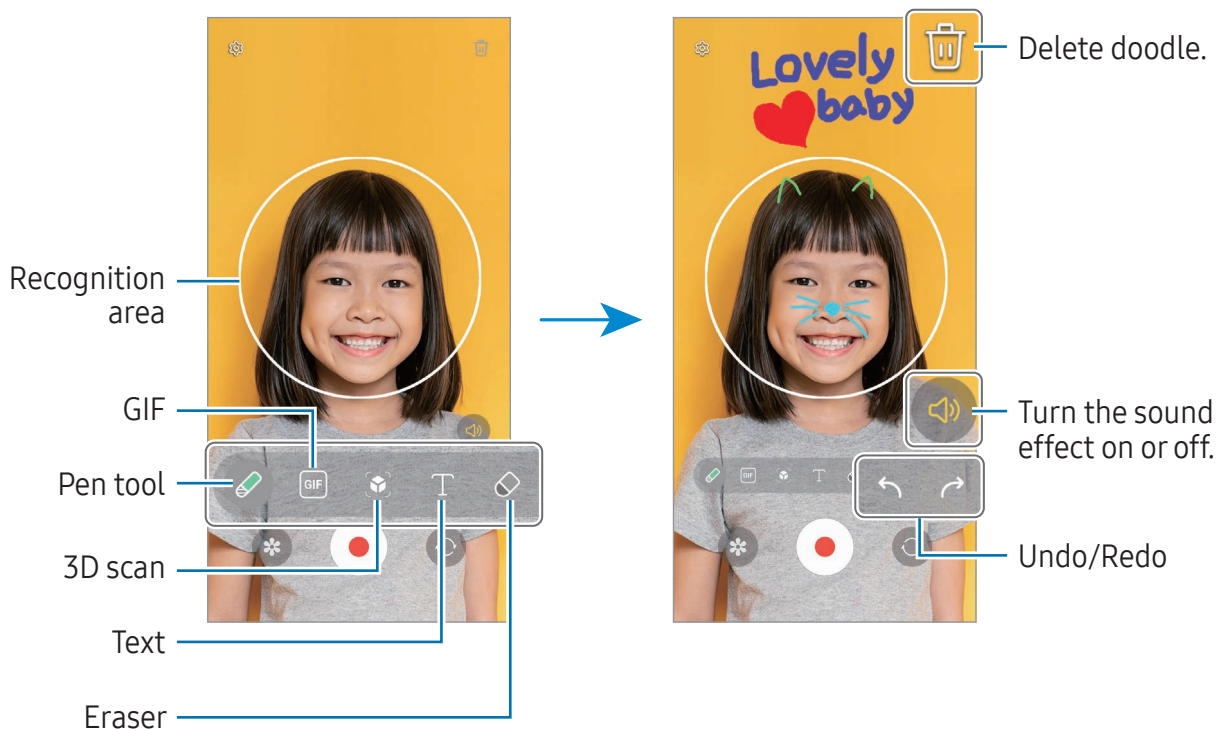 Lovely
baby
Delete doodle.
Recognition
area
GIF
Pen tool
GIF
T
3D scan
Text
Eraser
Turn the sound
effect on or off.
GIF
T
Undo/Redo